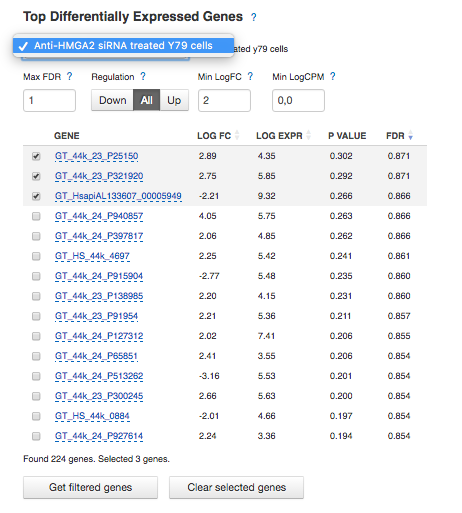 Top Differentially Expressed Genes ?
✓ Anti-HMGA2 siRNA treated Y79 cells
ated y79 cells
Max FDR ? Regulation ? Min LogFC ? Min LogCPM ?
1 Down All Up 2 0,0
GENE LOG FC LOG EXPR P VALUE FDR
GT_44k_23_P25150 2.89 4.35 0.302 0.871
GT_44k_23_P321920 2.75 5.85 0.292 0.871
GT_HsapiAL133607_00005949 -2.21 9.32 0.266 0.866
GT_44k_24_P940857 4.05 5.75 0.263 0.866
GT_44k_24_P397817 2.06 4.85 0.262 0.866
GT_HS_44k_4697 2.25 5.42 0.241 0.861
GT_44k_24_P915904 -2.77 5.48 0.235 0.860
GT_44k_23_P138985 2.20 4.15 0.231 0.860
GT_44k_23_P91954 2.21 5.36 0.211 0.857
GT_44k_24_P127312 2.02 7.41 0.206 0.855
GT_44k_24_P65851 2.41 3.55 0.206 0.854
GT_44k_24_P513262 -3.16 5.53 0.201 0.854
GT_44k_23_P300245 2.66 5.63 0.200 0.854
GT_HS_44k_0884 -2.01 4.66 0.197 0.854
GT_44k_24_P927614 2.24 3.36 0.194 0.854
Found 224 genes. Selected 3 genes.
Get filtered genes Clear selected genes